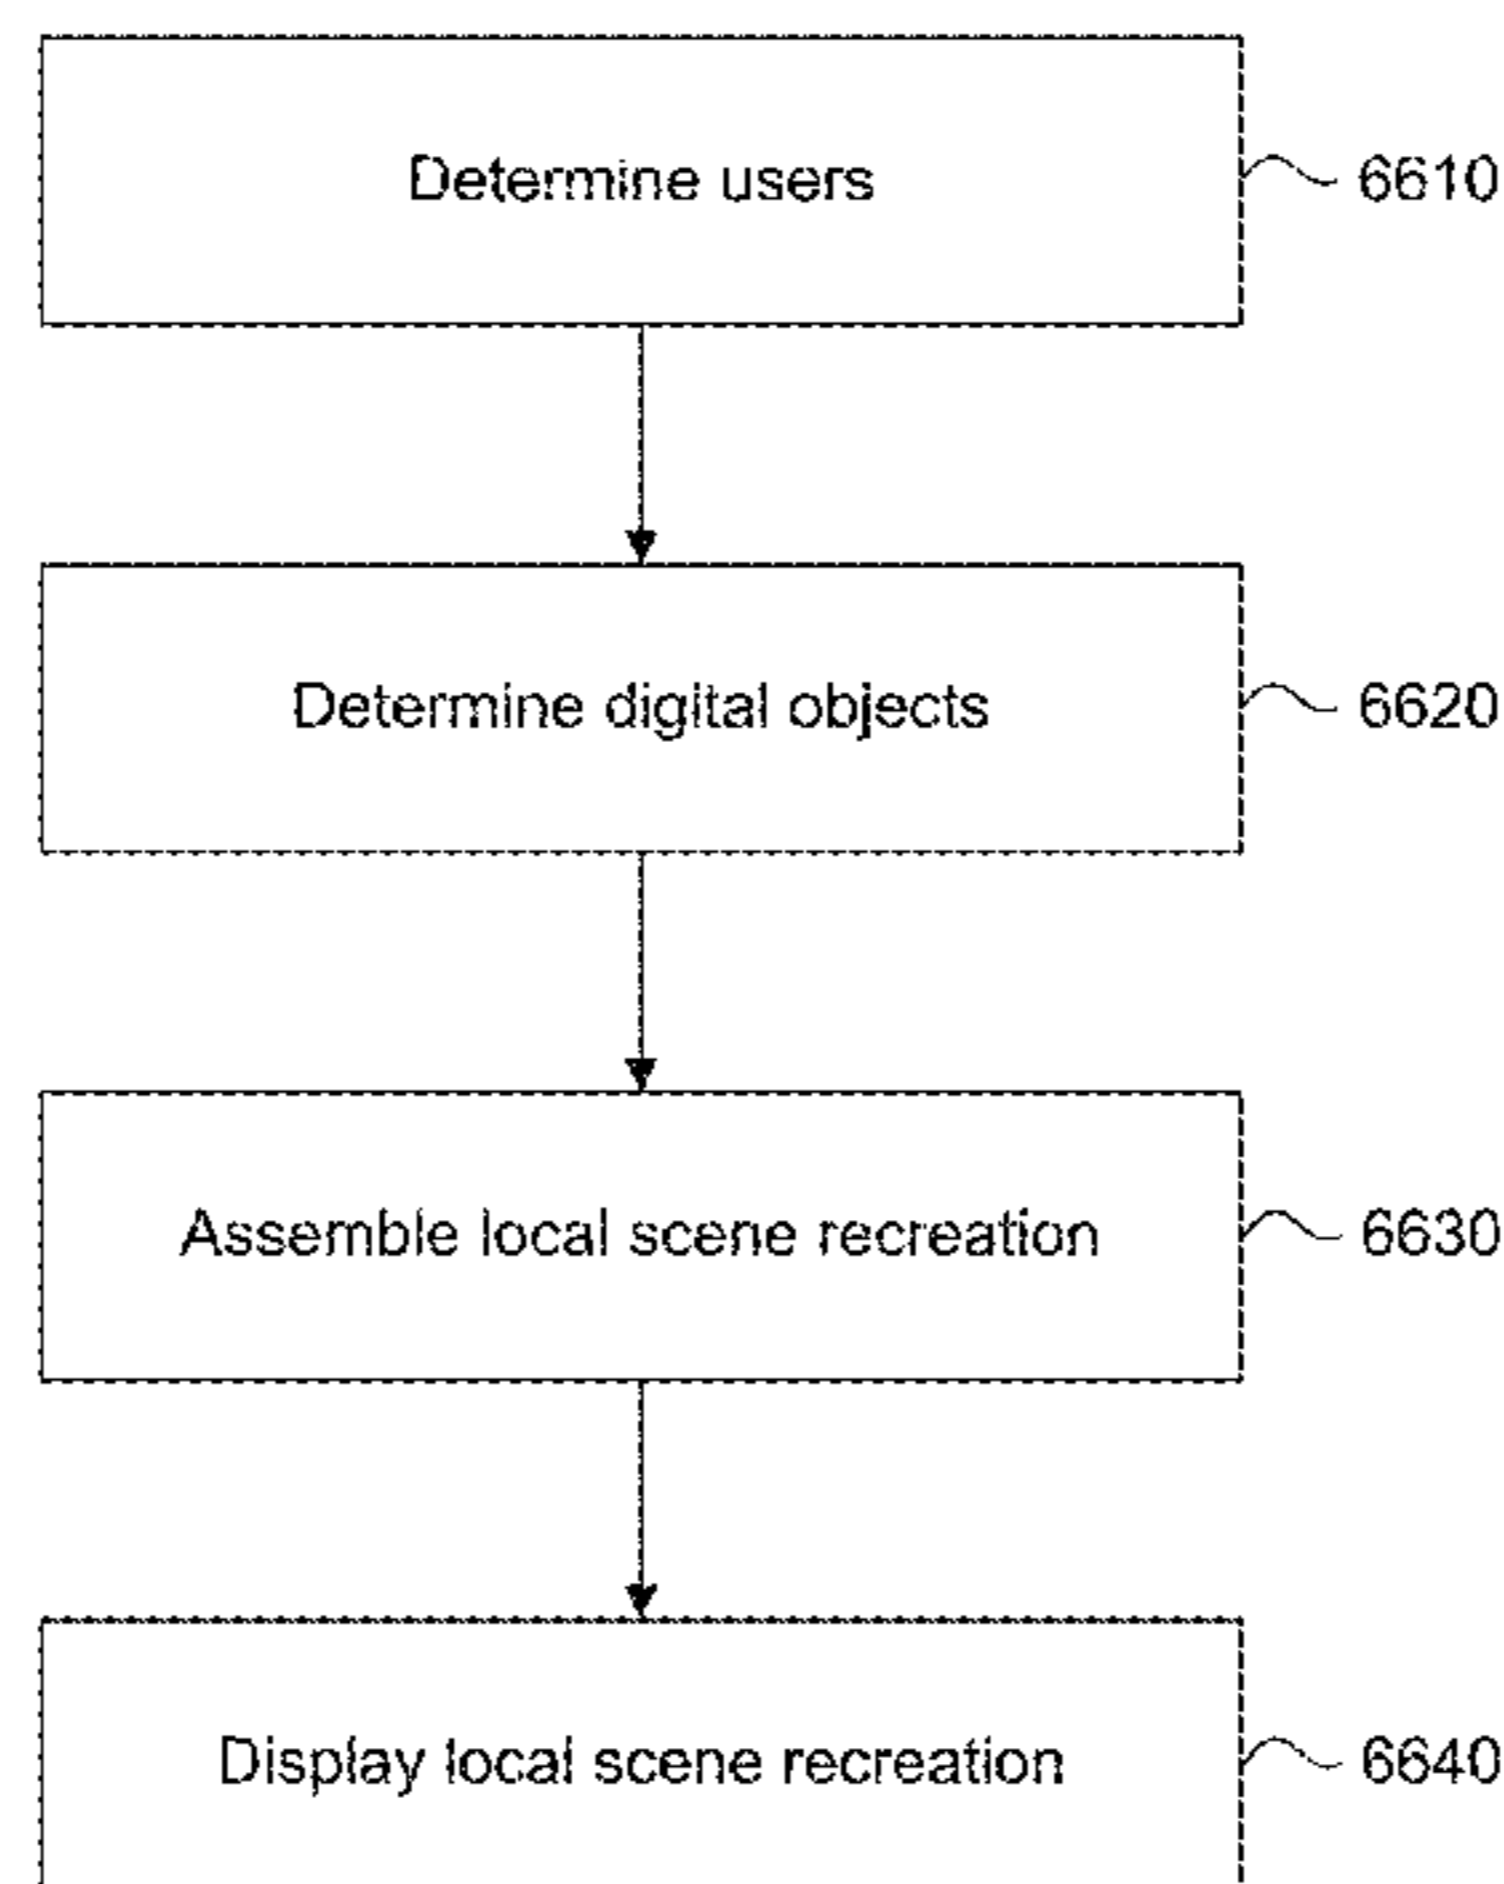 Determine users 6610
Determine digital objects 6620
Assemble local scene recreation 6630
Display local scene recreation 6640